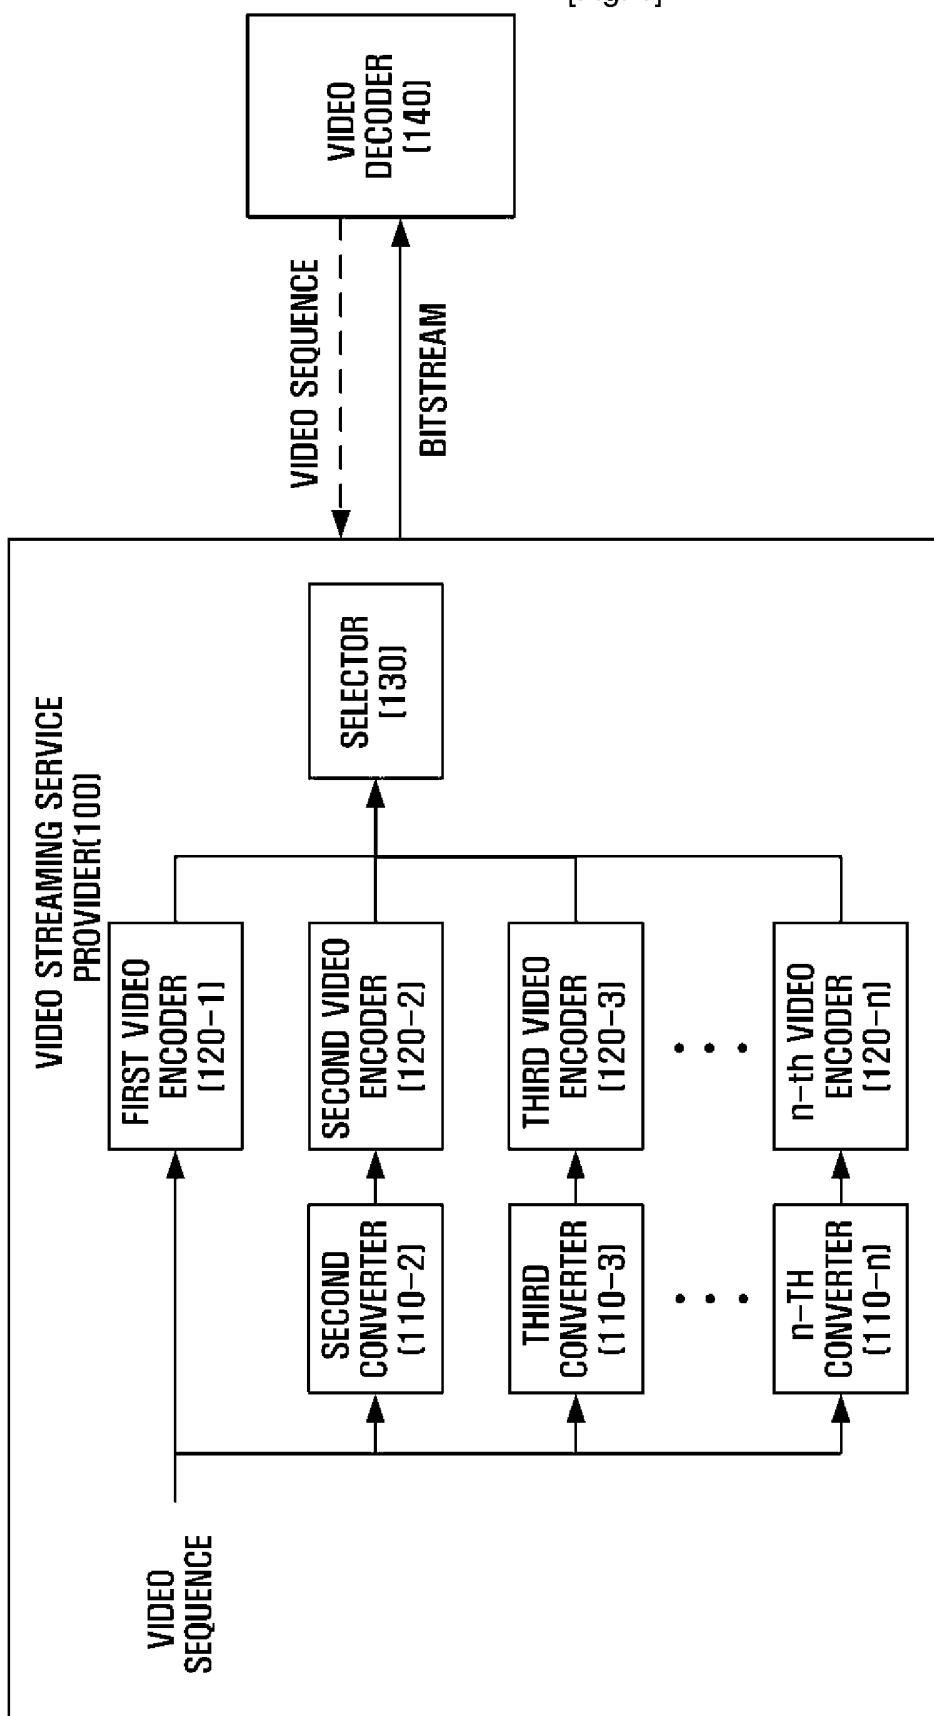 VIDEO STREAMING SERVICE
PROVIDER(100)
VIDEO
SEQUENCE
FIRST VIDEO
ENCODER
(120-1)
SECOND
CONVERTER
(110-2)
SECOND VIDEO
ENCODER
(120-2)
THIRD
CONVERTER
(110-3)
THIRD VIDEO
ENCODER
(120-3)
n-TH
CONVERTER
(110-n)
n-th VIDEO
ENCODER
(120-n)
SELECTOR
(130)
VIDEO SEQUENCE
BITSTREAM
VIDEO
DECODER
(140)